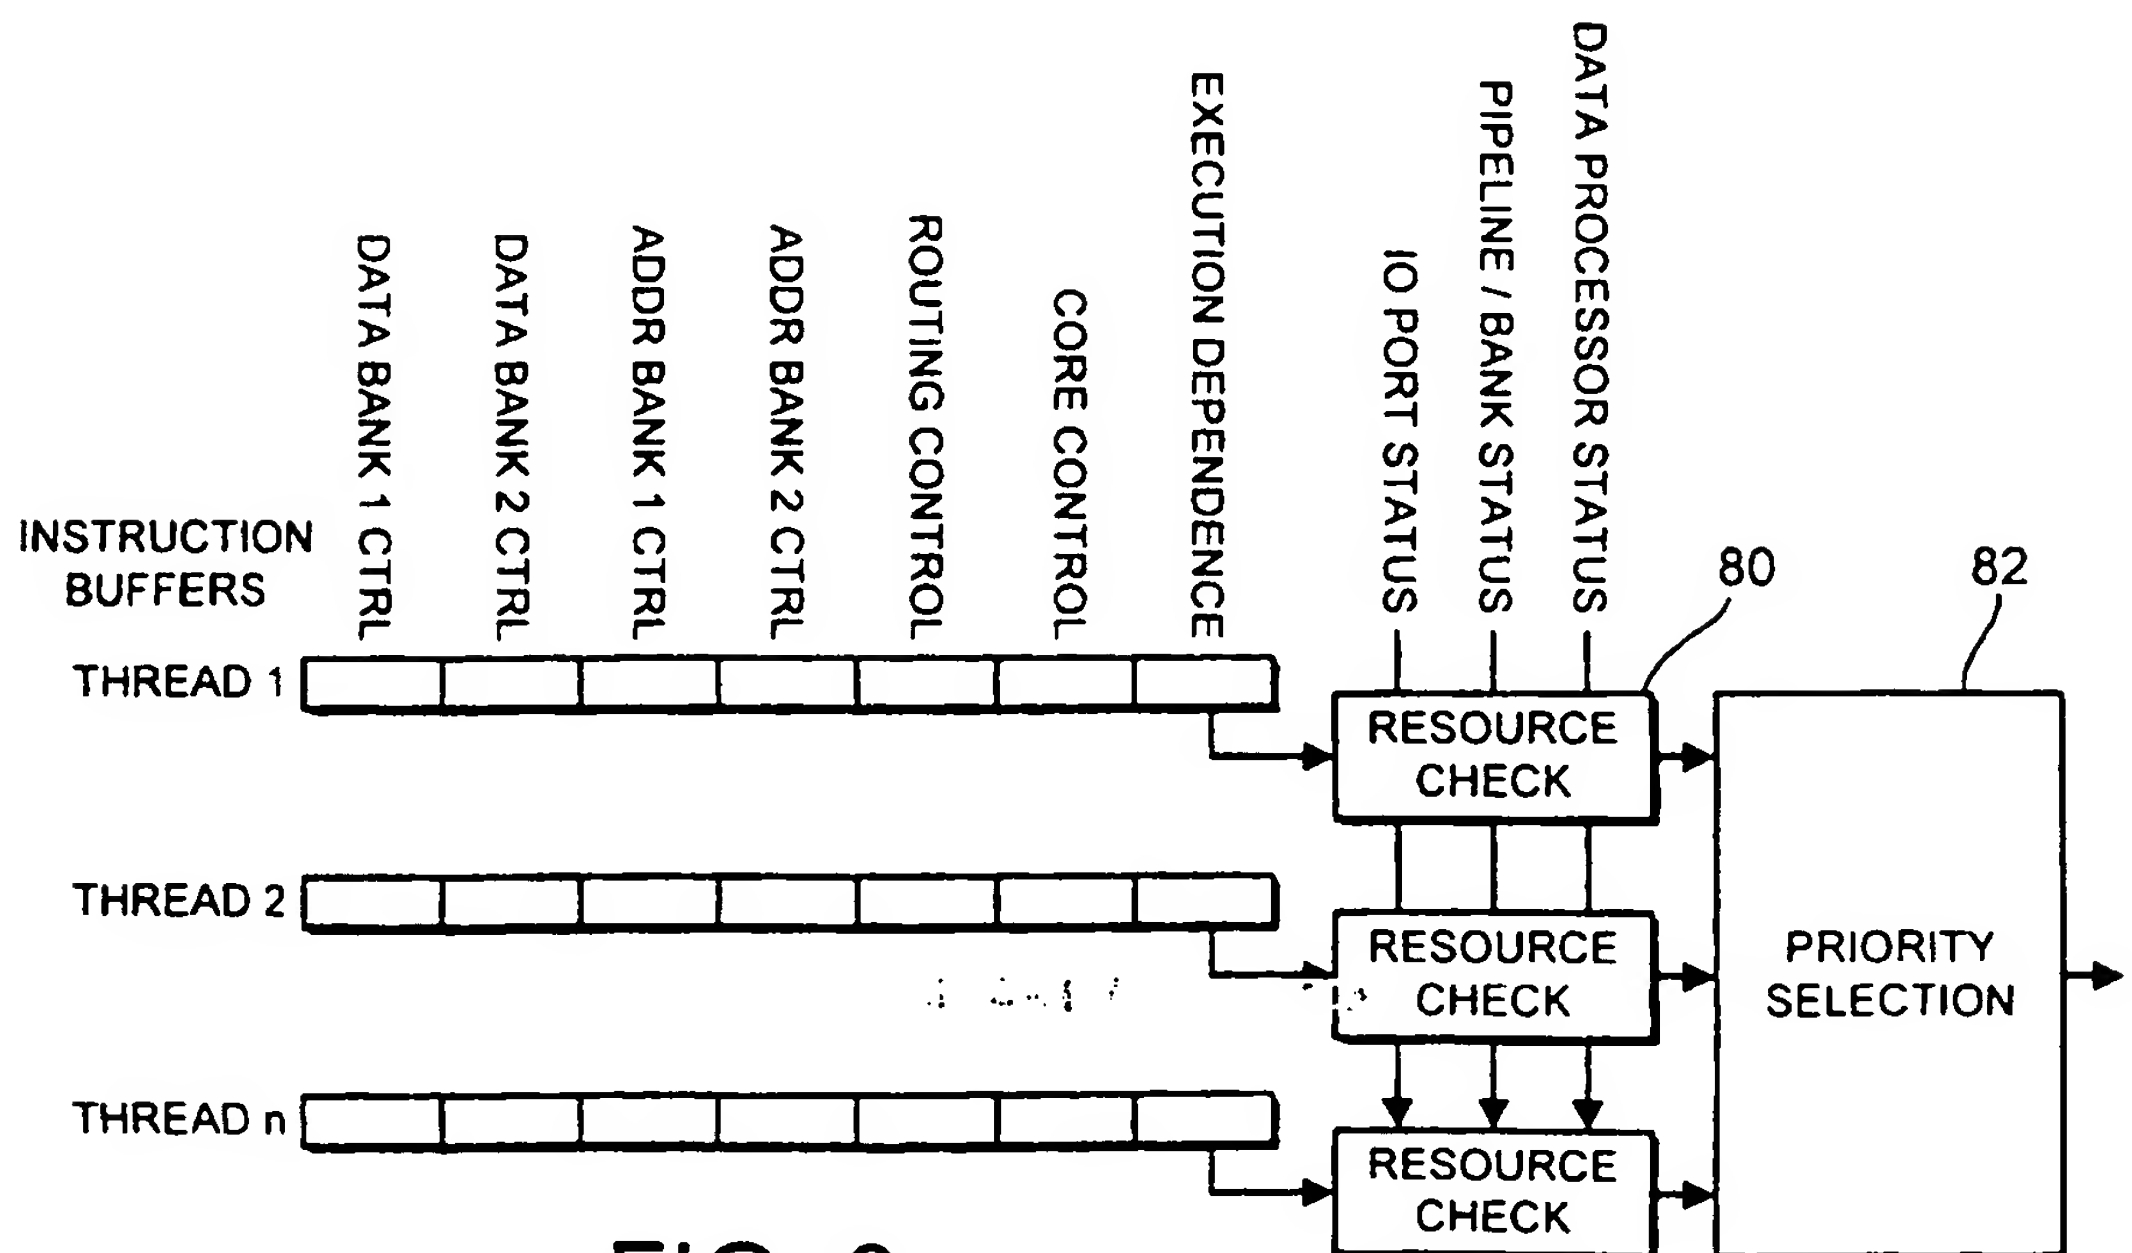 DATA BANK 1 CTRL
DATA BANK 2 CTRL
ADDR BANK 1 CTRL
ADDR BANK 2 CTRL
ROUTING CONTROL
CORE CONTROL
EXECUTION DEPENDENCE
IO PORT STATUS
PIPELINE / BANK STATUS
DATA PROCESSOR STATUS
INSTRUCTION
BUFFERS
80
82
THREAD 1
RESOURCE
CHECK
THREAD 2
RESOURCE
CHECK
PRIORITY
SELECTION
THREAD n
RESOURCE
CHECK